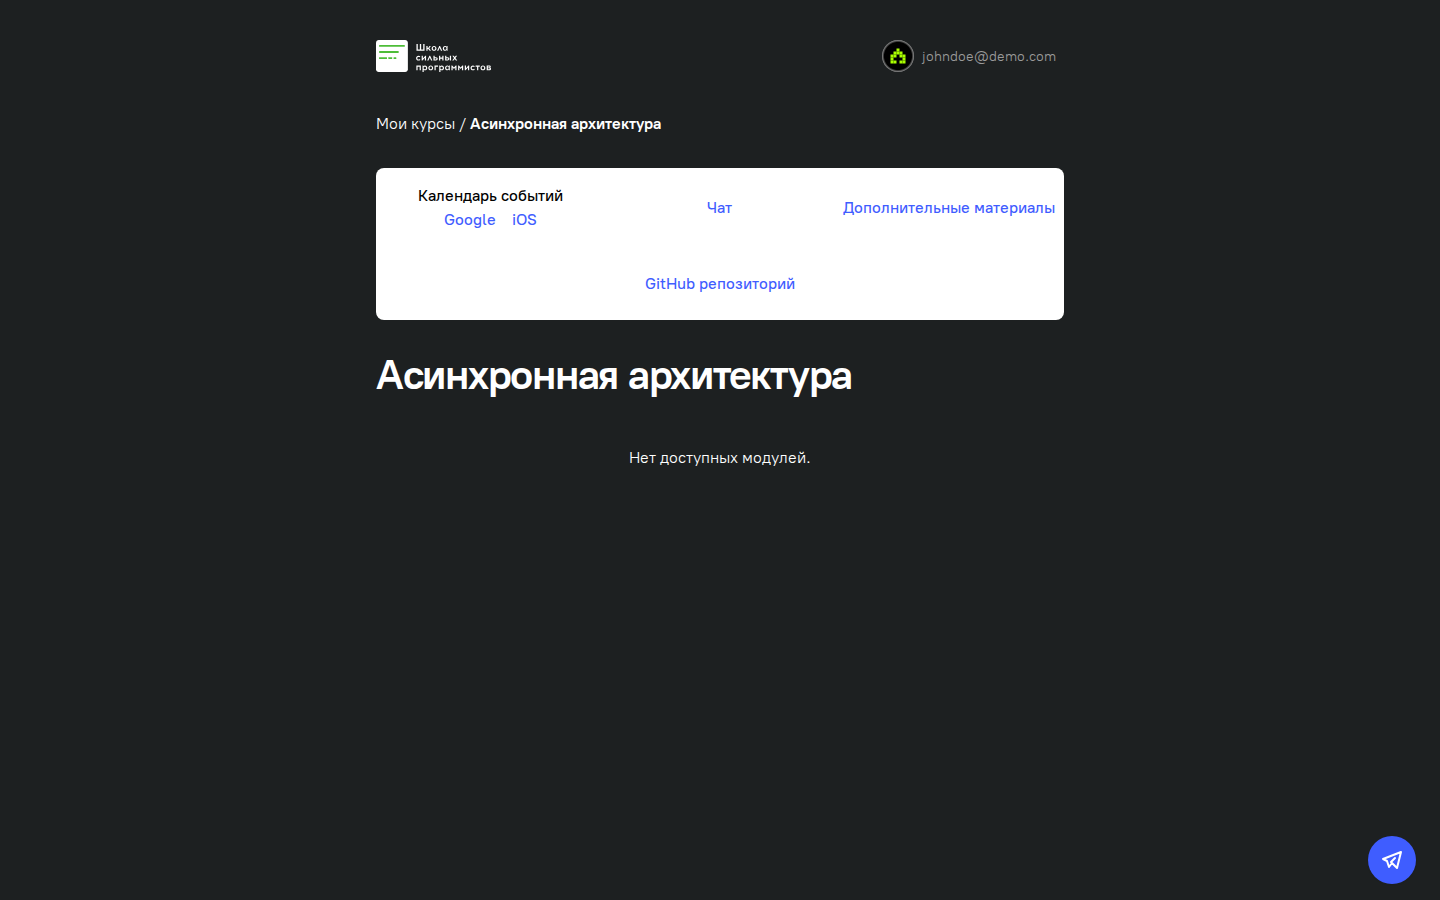 Школа
сильных
программистов
johndoe@demo.com
Мои курсы / Асинхронная архитектура
Календарь событий
Google iOS
Чат
Дополнительные материалы
GitHub репозиторий
Асинхронная архитектура
Нет доступных модулей.